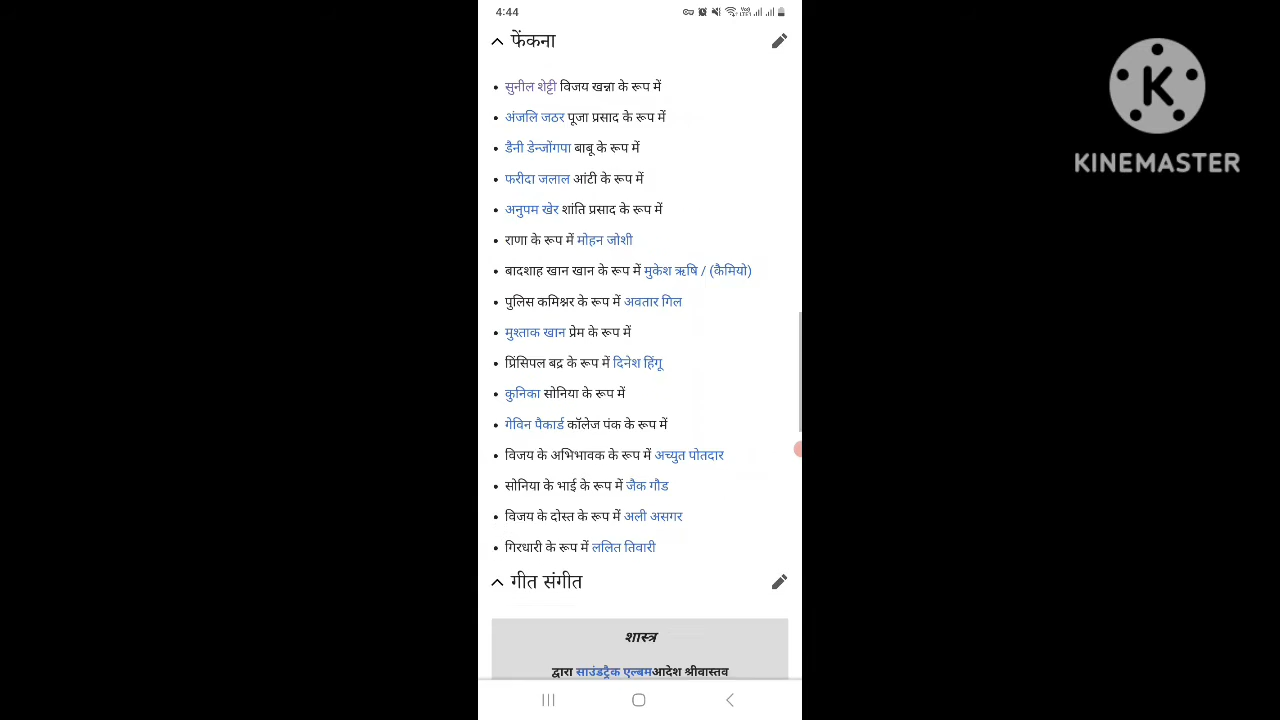 4:44
फेंकना
सुनील शेट्टी विजय खन्ना के रूप में
अंजलि जठर पूजा प्रसाद के रूप में
डैनी डेन्जोंगपा बाबू के रूप में
फरीदा जलाल आंटी के रूप में
अनुपम खेर शांति प्रसाद के रूप में
राणा के रूप में मोहन जोशी
बादशाह खान खान के रूप में मुकेश ऋषि / (कैमियो)
पुलिस कमिश्नर के रूप में अवतार गिल
मुश्ताक खान प्रेम के रूप में
प्रिंसिपल बद्र के रूप में दिनेश हिंगू
कुनिका सोनिया के रूप में
गेविन पैकार्ड कॉलेज पंक के रूप में
विजय के अभिभावक के रूप में अच्युत पोतदार
सोनिया के भाई के रूप में जैक गौड
विजय के दोस्त के रूप में अली असगर
गिरधारी के रूप में ललित तिवारी
गीत संगीत
शास्त्र
द्वारा साउंडट्रैक एल्बमआदेश श्रीवास्तव
K
KINEMASTER